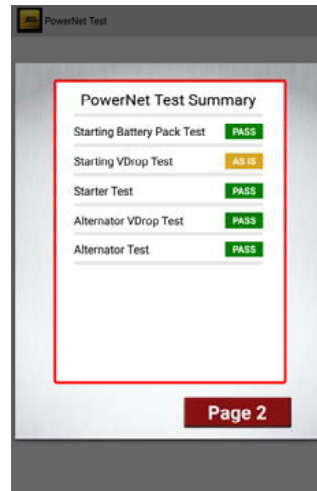 PowerNet Test
PowerNet Test Summary
Starting Battery Pack Test PASS
Starting VDrop Test AS IS
Starter Test PASS
Alternator VDrop Test PASS
Alternator Test PASS
Page 2